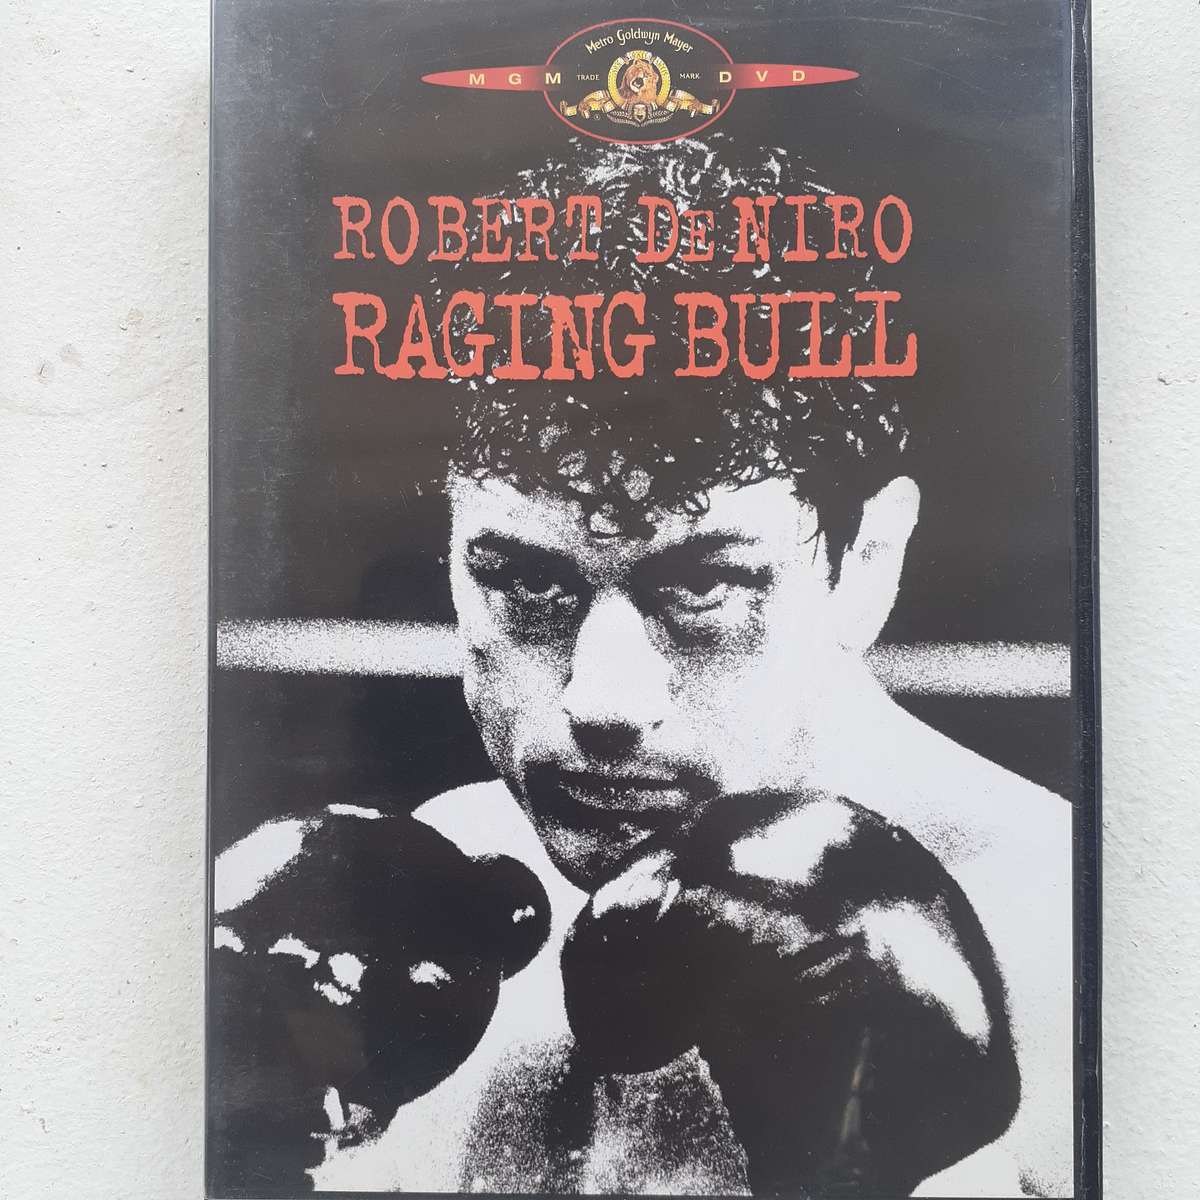 Metro Goldwyn Mayer
MGM TRADE MARK DVD
ROBERT DE NIRO
RAGING BULL